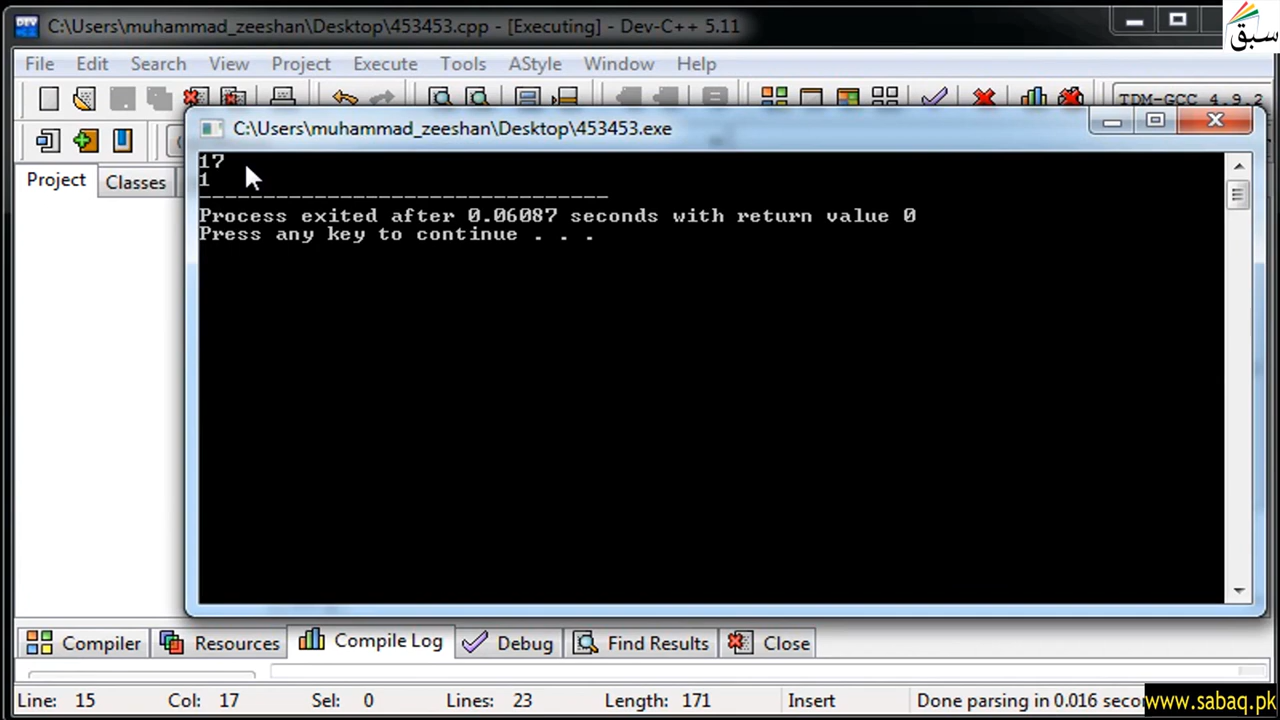 C:\Users\muhammad_zeeshan\Desktop\453453.cpp - [Executing] - Dev-C++ 5.11
سبق
File Edit Search View Project Execute Tools AStyle Window Help
TDM-GCC 4.9.2
C:\Users\muhammad_zeeshan\Desktop\453453.exe
Project Classes
17
1
--------------------------------
Process exited after 0.06087 seconds with return value 0
Press any key to continue . . .
Compiler Resources Compile Log Debug Find Results Close
Line: 15 Col: 17 Sel: 0 Lines: 23 Length: 171 Insert Done parsing in 0.016
www.sabaq.pk